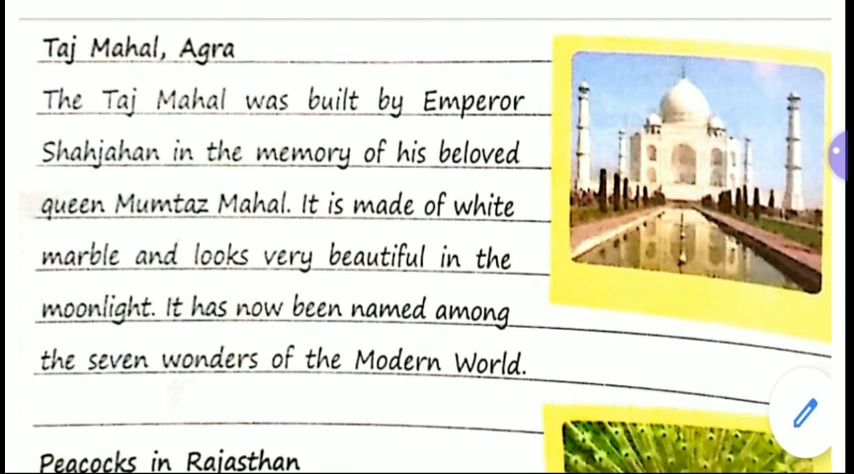 Taj Mahal, Agra
The Taj Mahal was built by Emperor
Shahjahan in the memory of his beloved
queen Mumtaz Mahal. It is made of white
marble and looks very beautiful in the
moonlight. It has now been named among
the seven wonders of the Modern World.
Peacocks in Rajasthan